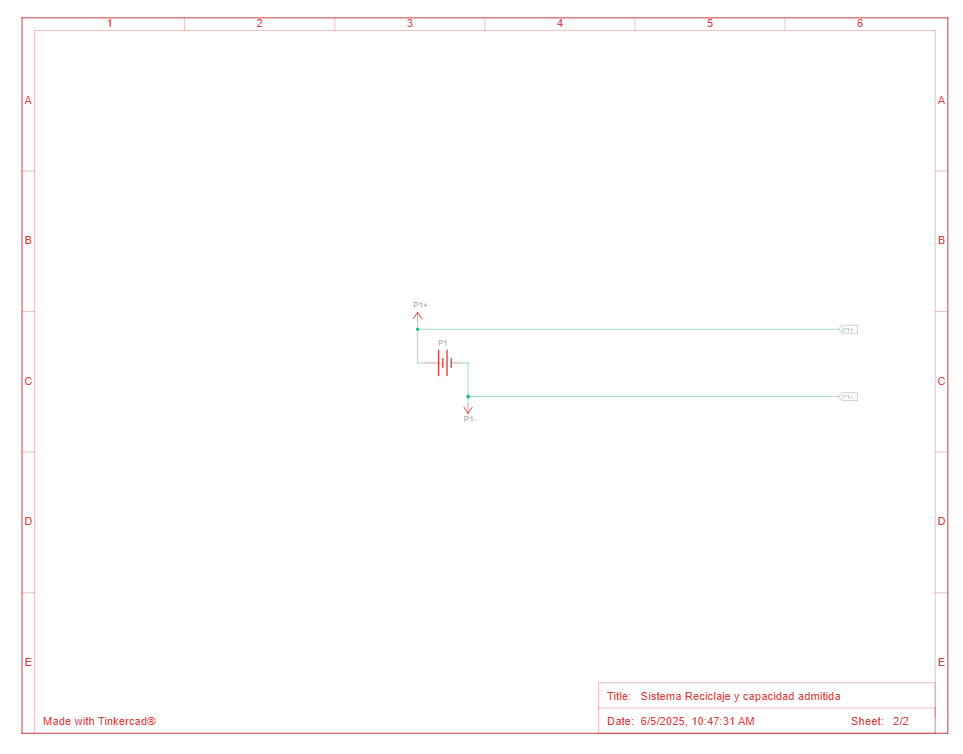 1 2 3 4 5 6
A A
B B
P1+
P1+
P1
C C
P1-
P1-
D D
E E
Title: Sistema Reciclaje y capacidad admitida
Made with Tinkercad® Date: 6/5/2025, 10:47:31 AM Sheet: 2/2